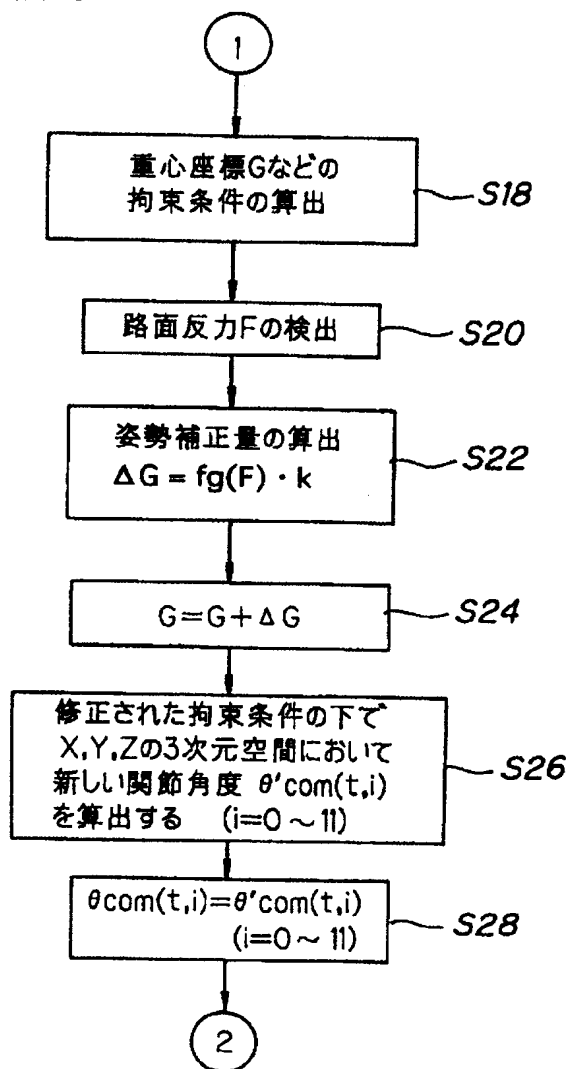 1
重心座標Gなどの
拘束条件の算出
S18
路面反力Fの検出
S20
姿勢補正量の算出
ΔG = fg(F)・k
S22
G=G+ΔG
S24
修正された拘束条件の下で
X,Y,Zの3次元空間において
新しい関節角度 θ'com(t,i)
を算出する (i=0~11)
S26
θcom(t,i)=θ'com(t,i)
(i=0~11)
S28
2